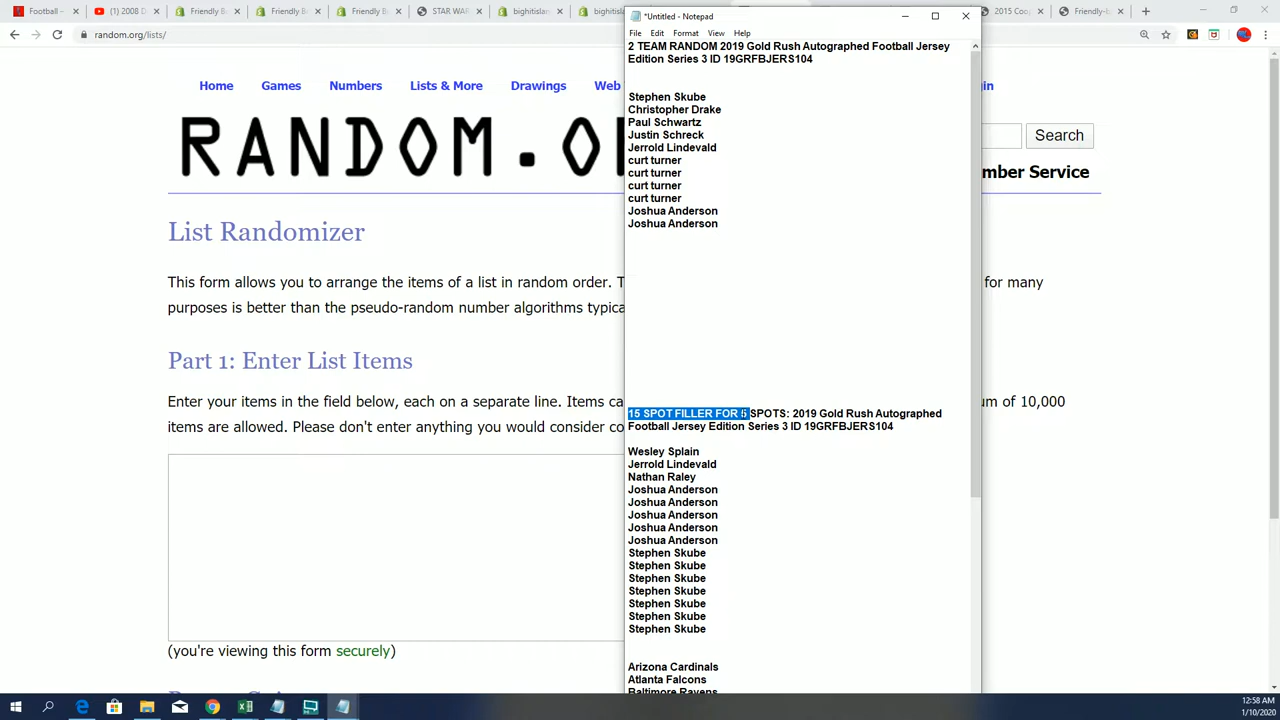 Football –
(1) 2008 D
Friendly B
Friendly B
Friendly B
STAR WAR
bighitislan
bighitisla
2015 Coo
Friendly-b
random.org/lists/
*Untitled - Notepad
File Edit Format View Help
2 TEAM RANDOM 2019 Gold Rush Autographed Football Jersey
Edition Series 3 ID 19GRFBJERS104
Stephen Skube
Christopher Drake
Paul Schwartz
Justin Schreck
Jerrold Lindevald
curt turner
curt turner
curt turner
curt turner
Joshua Anderson
Joshua Anderson
15 SPOT FILLER FOR 5 SPOTS: 2019 Gold Rush Autographed
Football Jersey Edition Series 3 ID 19GRFBJERS104
Wesley Splain
Jerrold Lindevald
Nathan Raley
Joshua Anderson
Joshua Anderson
Joshua Anderson
Joshua Anderson
Joshua Anderson
Stephen Skube
Stephen Skube
Stephen Skube
Stephen Skube
Stephen Skube
Stephen Skube
Stephen Skube
Arizona Cardinals
Atlanta Falcons
Baltimore Ravens
Home Games Numbers Lists & More Drawings Web
gin
RANDOM.O
Search
mber Service
List Randomizer
This form allows you to arrange the items of a list in random order. T
for many
purposes is better than the pseudo-random number algorithms typica
Part 1: Enter List Items
Enter your items in the field below, each on a separate line. Items ca
um of 10,000
items are allowed. Please don't enter anything you would consider co
(you're viewing this form securely)
12:58 AM
1/10/2020